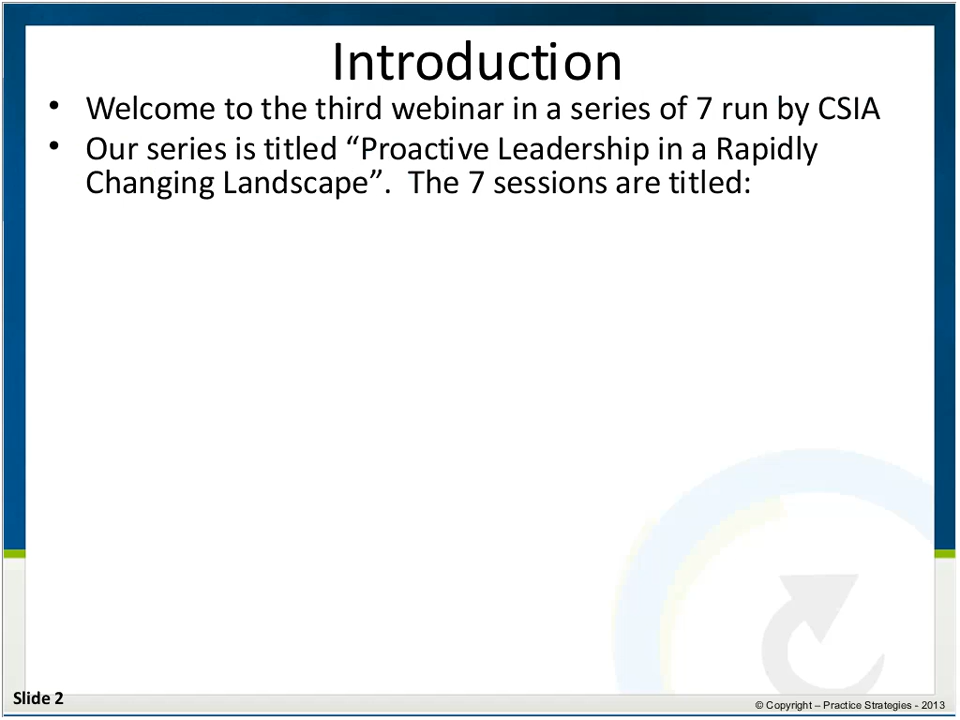 Introduction
• Welcome to the third webinar in a series of 7 run by CSIA
• Our series is titled “Proactive Leadership in a Rapidly
Changing Landscape”.  The 7 sessions are titled:
Slide 2
© Copyright – Practice Strategies - 2013